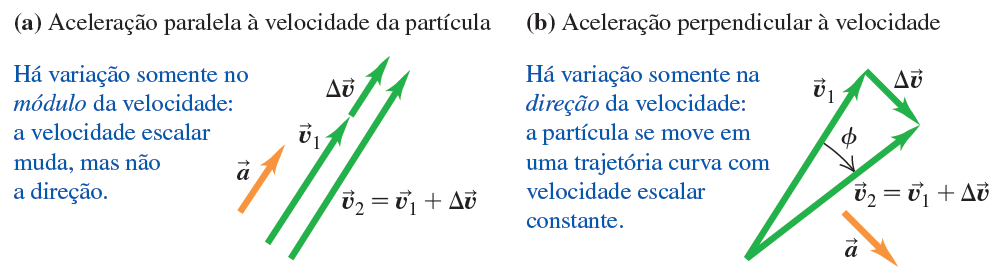 (a) Aceleração paralela à velocidade da partícula
Há variação somente no
módulo da velocidade:
a velocidade escalar
muda, mas não
a direção.
Δv⃗
v⃗₁
a⃗
v⃗₂ = v⃗₁ + Δv⃗
(b) Aceleração perpendicular à velocidade
Há variação somente na
direção da velocidade:
a partícula se move em
uma trajetória curva com
velocidade escalar
constante.
v⃗₁
Δv⃗
ϕ
v⃗₂ = v⃗₁ + Δv⃗
a⃗